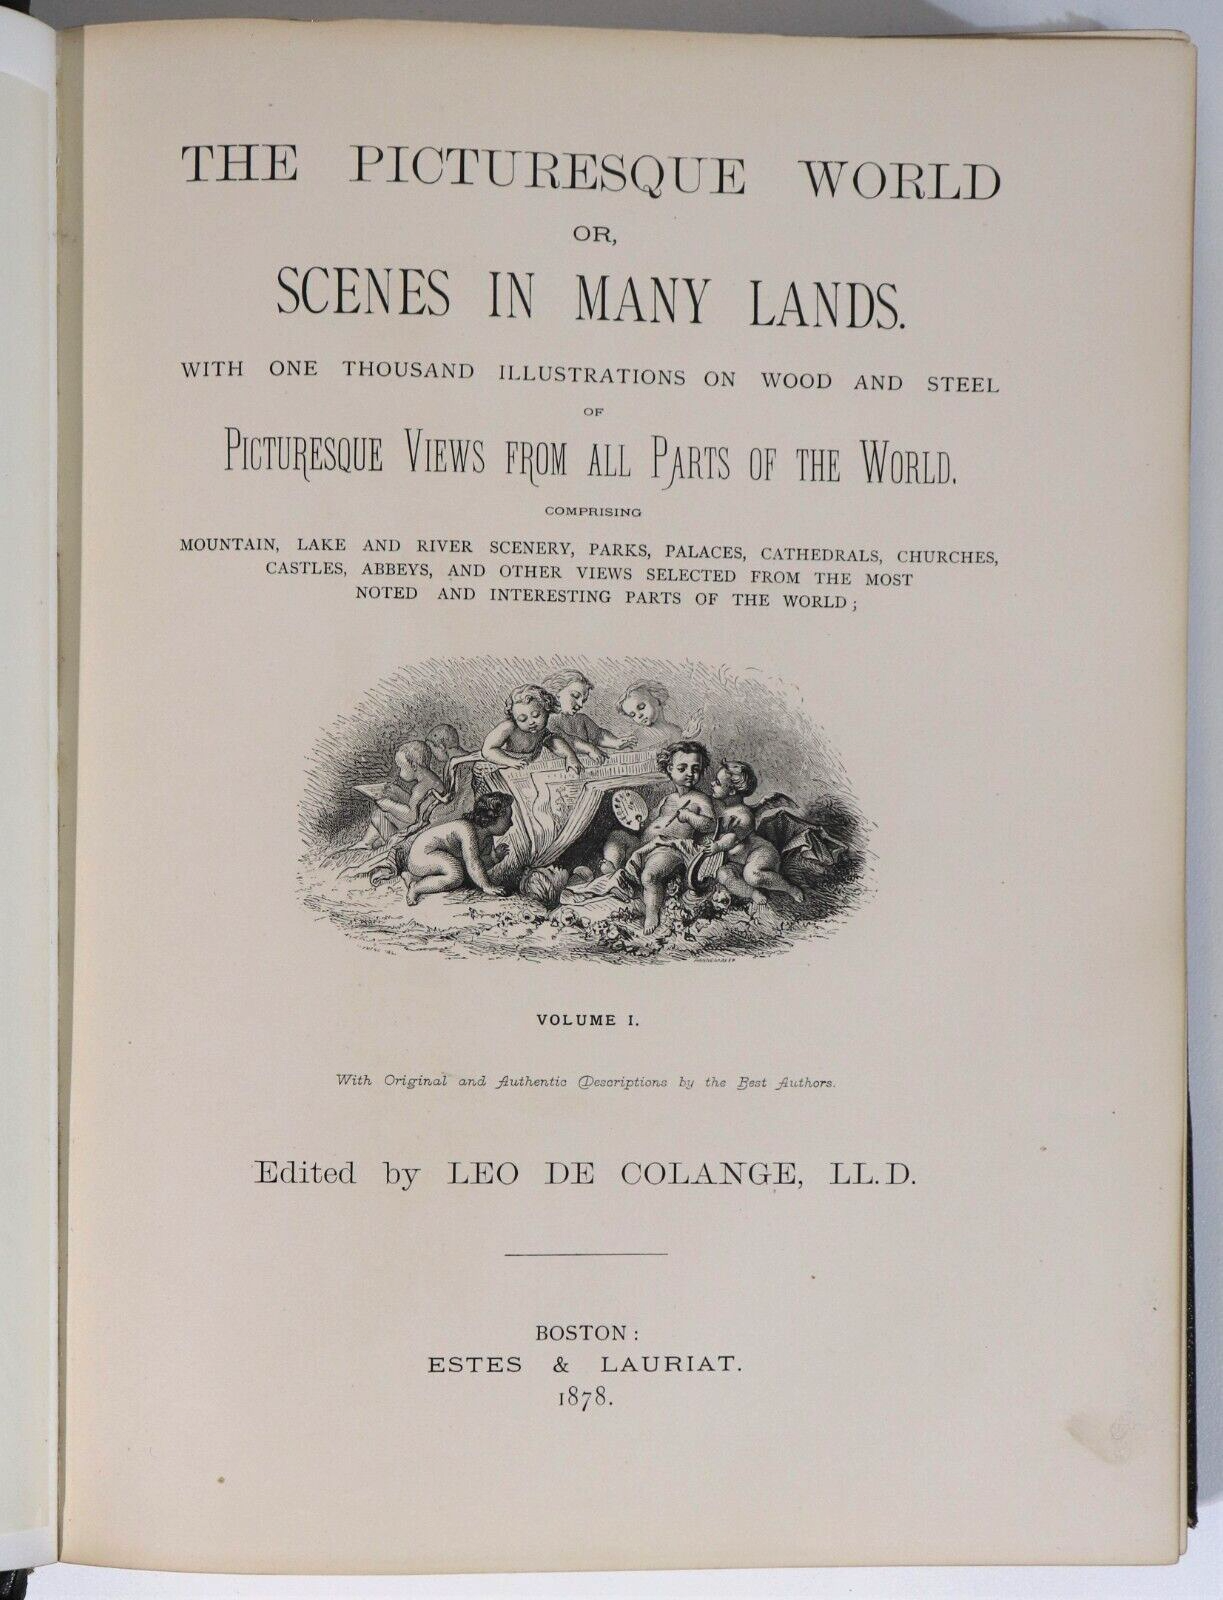 THE PICTURESQUE WORLD
OR,
SCENES IN MANY LANDS.
WITH ONE THOUSAND ILLUSTRATIONS ON WOOD AND STEEL
OF
PICTURESQUE VIEWS FROM ALL PARTS OF THE WORLD.
COMPRISING
MOUNTAIN, LAKE AND RIVER SCENERY, PARKS, PALACES, CATHEDRALS, CHURCHES,
CASTLES, ABBEYS, AND OTHER VIEWS SELECTED FROM THE MOST
NOTED AND INTERESTING PARTS OF THE WORLD;
VOLUME I.
With Original and Authentic Descriptions by the Best Authors.
Edited by LEO DE COLANGE, LL.D.
BOSTON:
ESTES & LAURIAT.
1878.